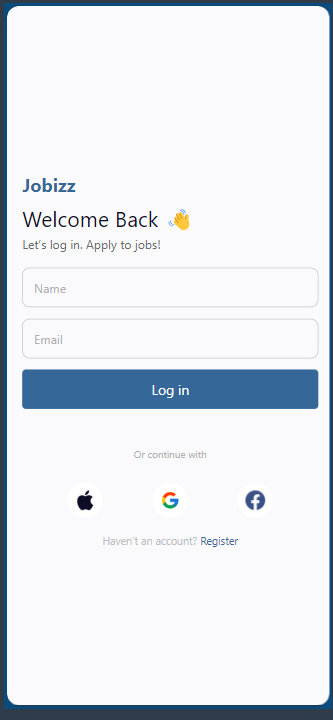 Jobizz
Welcome Back 👋
Let's log in. Apply to jobs!
Name
Email
Log in
Or continue with
Haven't an account? Register